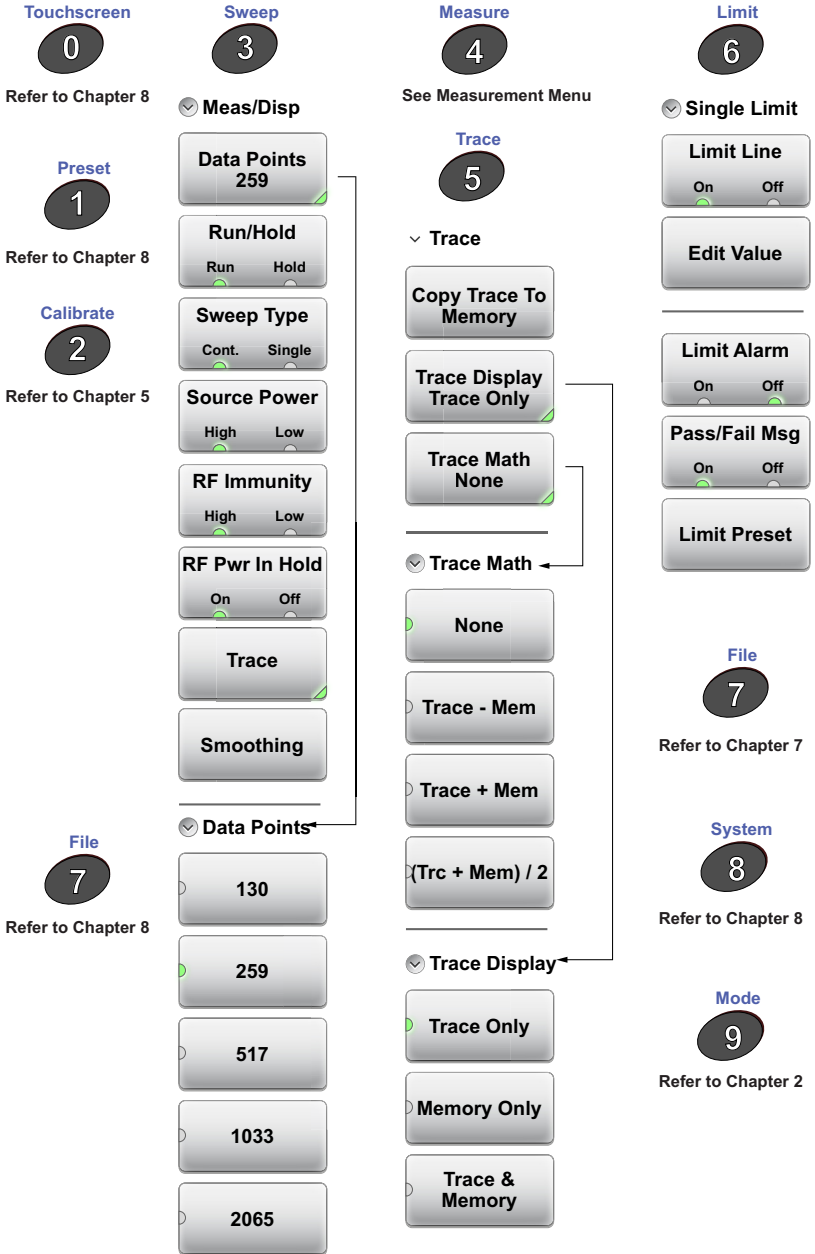 Touchscreen
0
Refer to Chapter 8
Preset
1
Refer to Chapter 8
Calibrate
2
Refer to Chapter 5
File
7
Refer to Chapter 8
Sweep
3
Meas/Disp
Data Points
259
Run/Hold
Run Hold
Sweep Type
Cont. Single
Source Power
High Low
RF Immunity
High Low
RF Pwr In Hold
On Off
Trace
Smoothing
Data Points
130
259
517
1033
2065
Measure
4
See Measurement Menu
Trace
5
Trace
Copy Trace To
Memory
Trace Display
Trace Only
Trace Math
None
Trace Math
None
Trace - Mem
Trace + Mem
(Trc + Mem) / 2
Trace Display
Trace Only
Memory Only
Trace &
Memory
Limit
6
Single Limit
Limit Line
On Off
Edit Value
Limit Alarm
On Off
Pass/Fail Msg
On Off
Limit Preset
File
7
Refer to Chapter 7
System
8
Refer to Chapter 8
Mode
9
Refer to Chapter 2